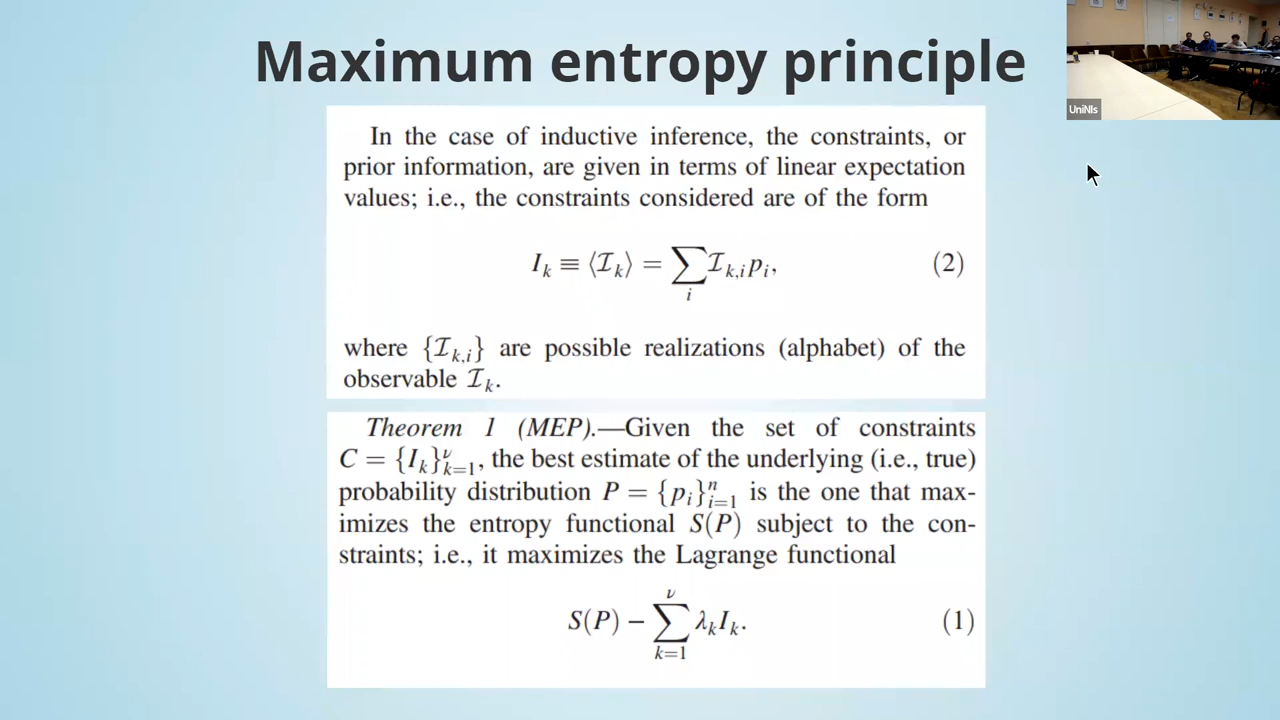 Maximum entropy principle
UniNIs
In the case of inductive inference, the constraints, or
prior information, are given in terms of linear expectation
values; i.e., the constraints considered are of the form
I_k ≡ ⟨ℐ_k⟩ = ∑_i ℐ_{k,i} p_i, (2)
where {ℐ_{k,i}} are possible realizations (alphabet) of the
observable ℐ_k.
Theorem 1 (MEP).—Given the set of constraints
C = {I_k}_{k=1}^ν, the best estimate of the underlying (i.e., true)
probability distribution P = {p_i}_{i=1}^n is the one that max-
imizes the entropy functional S(P) subject to the con-
straints; i.e., it maximizes the Lagrange functional
S(P) − ∑_{k=1}^ν λ_k I_k. (1)